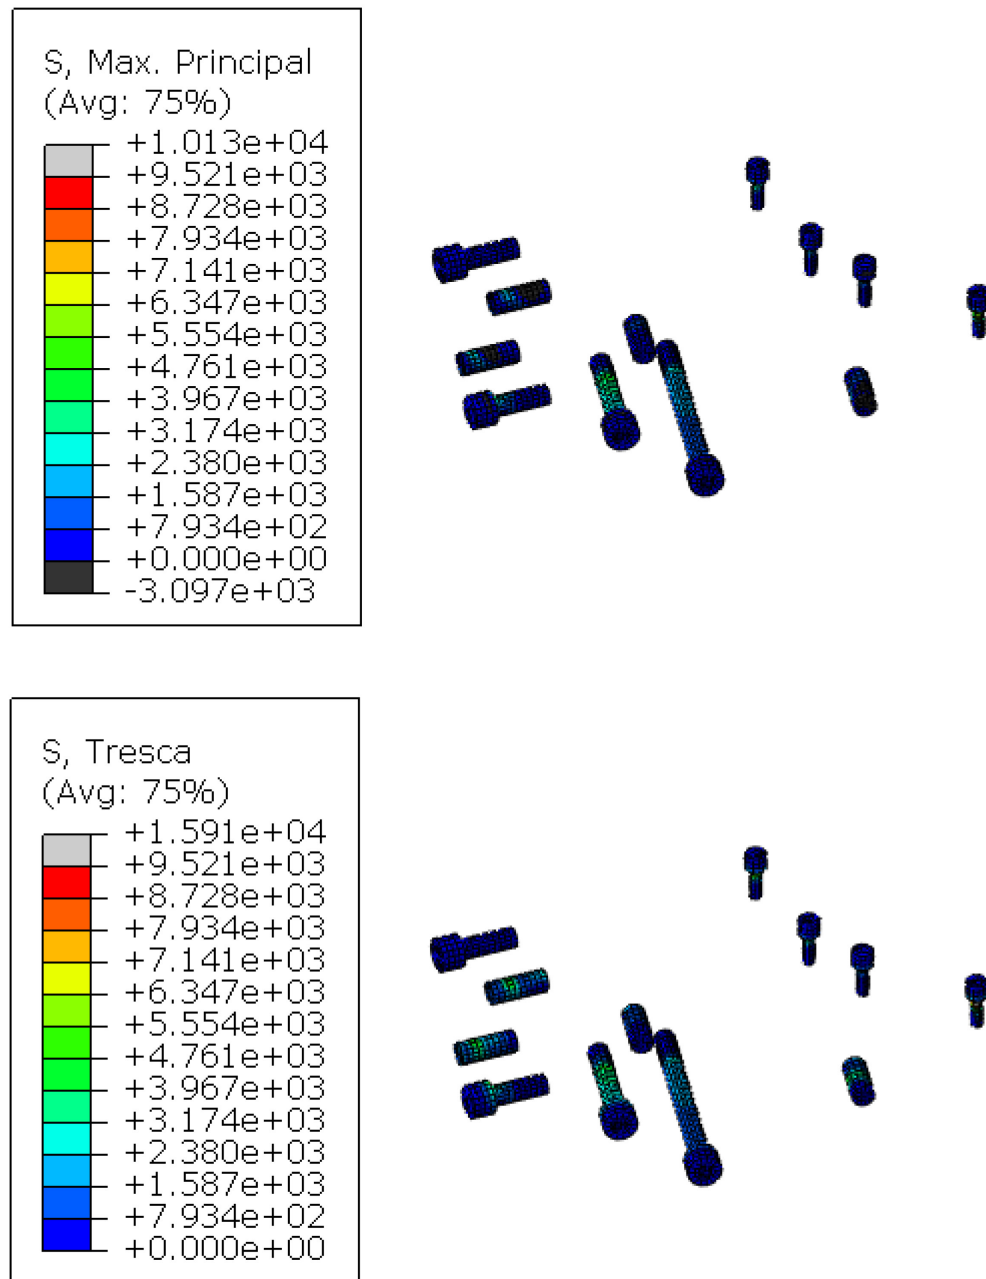 S, Max. Principal
(Avg: 75%)
+1.013e+04
+9.521e+03
+8.728e+03
+7.934e+03
+7.141e+03
+6.347e+03
+5.554e+03
+4.761e+03
+3.967e+03
+3.174e+03
+2.380e+03
+1.587e+03
+7.934e+02
+0.000e+00
-3.097e+03
S, Tresca
(Avg: 75%)
+1.591e+04
+9.521e+03
+8.728e+03
+7.934e+03
+7.141e+03
+6.347e+03
+5.554e+03
+4.761e+03
+3.967e+03
+3.174e+03
+2.380e+03
+1.587e+03
+7.934e+02
+0.000e+00